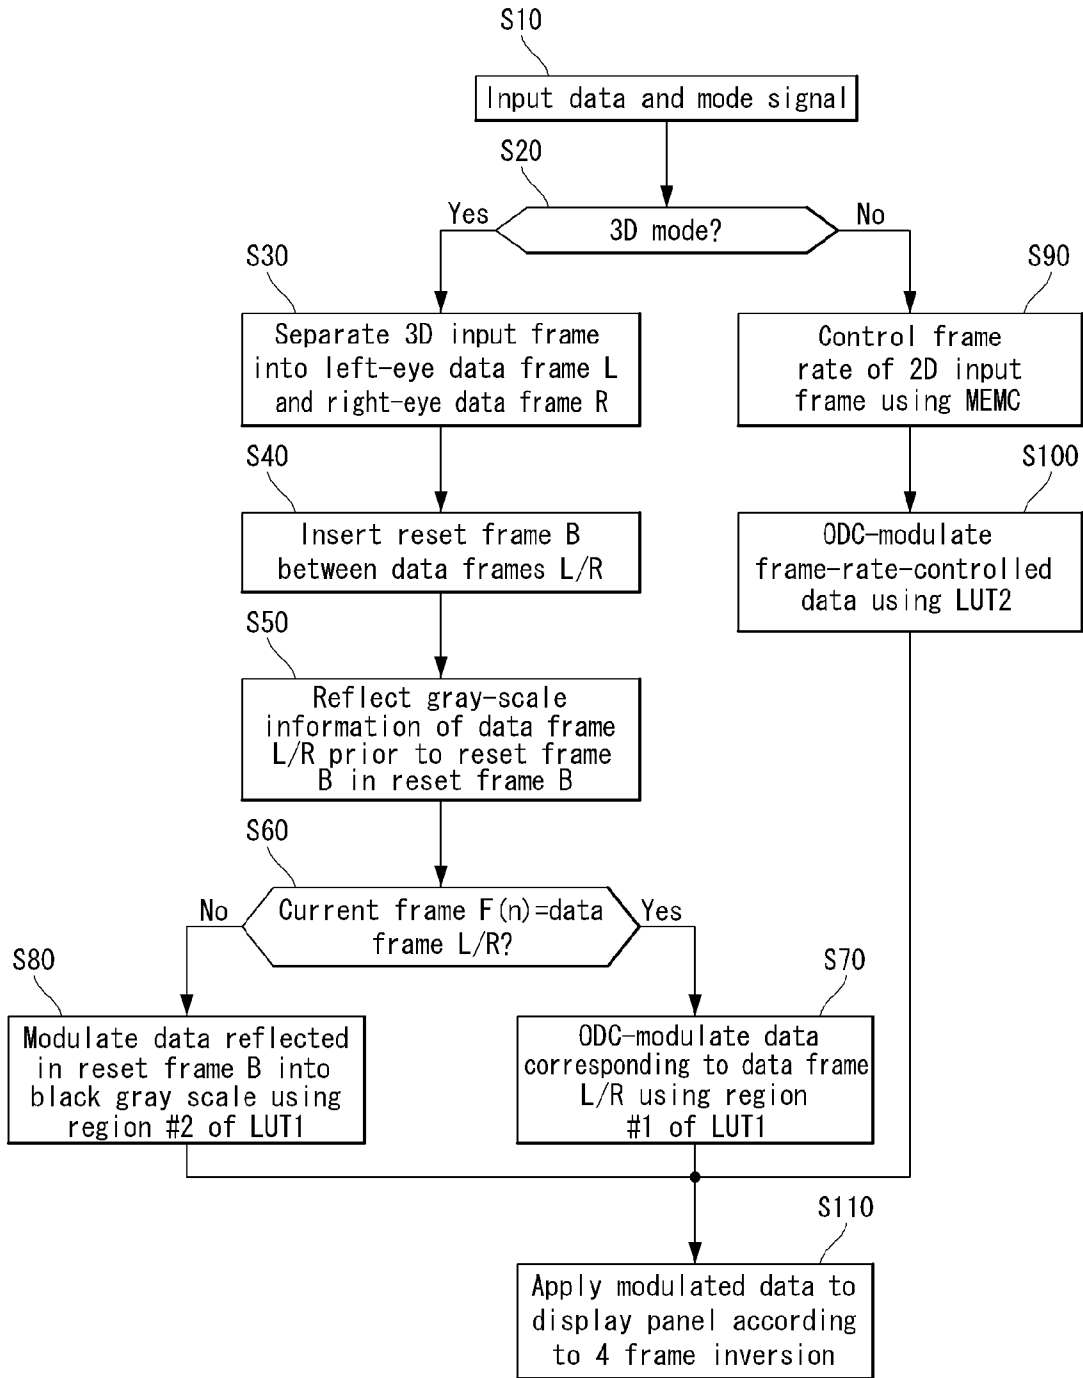 S10
Input data and mode signal
S20
Yes
3D mode?
No
S30
Separate 3D input frame
into left-eye data frame L
and right-eye data frame R
S90
Control frame
rate of 2D input
frame using MEMC
S40
Insert reset frame B
between data frames L/R
S100
ODC-modulate
frame-rate-controlled
data using LUT2
S50
Reflect gray-scale
information of data frame
L/R prior to reset frame
B in reset frame B
S60
No
Current frame F(n)=data
frame L/R?
Yes
S80
Modulate data reflected
in reset frame B into
black gray scale using
region #2 of LUT1
S70
ODC-modulate data
corresponding to data frame
L/R using region
#1 of LUT1
S110
Apply modulated data to
display panel according
to 4 frame inversion